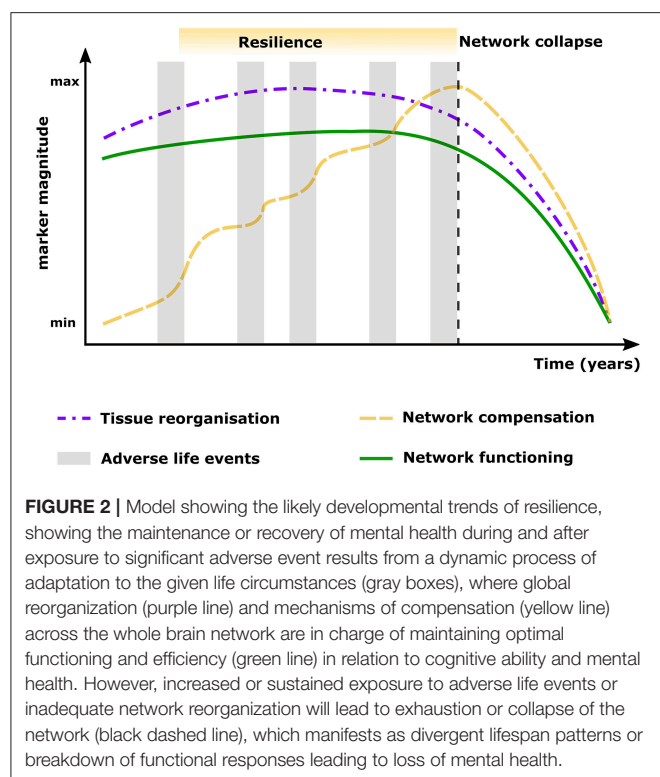 Resilience
Network collapse
max
marker magnitude
min
Time (years)
Tissue reorganisation
Network compensation
Adverse life events
Network functioning
FIGURE 2 | Model showing the likely developmental trends of resilience,
showing the maintenance or recovery of mental health during and after
exposure to significant adverse event results from a dynamic process of
adaptation to the given life circumstances (gray boxes), where global
reorganization (purple line) and mechanisms of compensation (yellow line)
across the whole brain network are in charge of maintaining optimal
functioning and efficiency (green line) in relation to cognitive ability and mental
health. However, increased or sustained exposure to adverse life events or
inadequate network reorganization will lead to exhaustion or collapse of the
network (black dashed line), which manifests as divergent lifespan patterns or
breakdown of functional responses leading to loss of mental health.